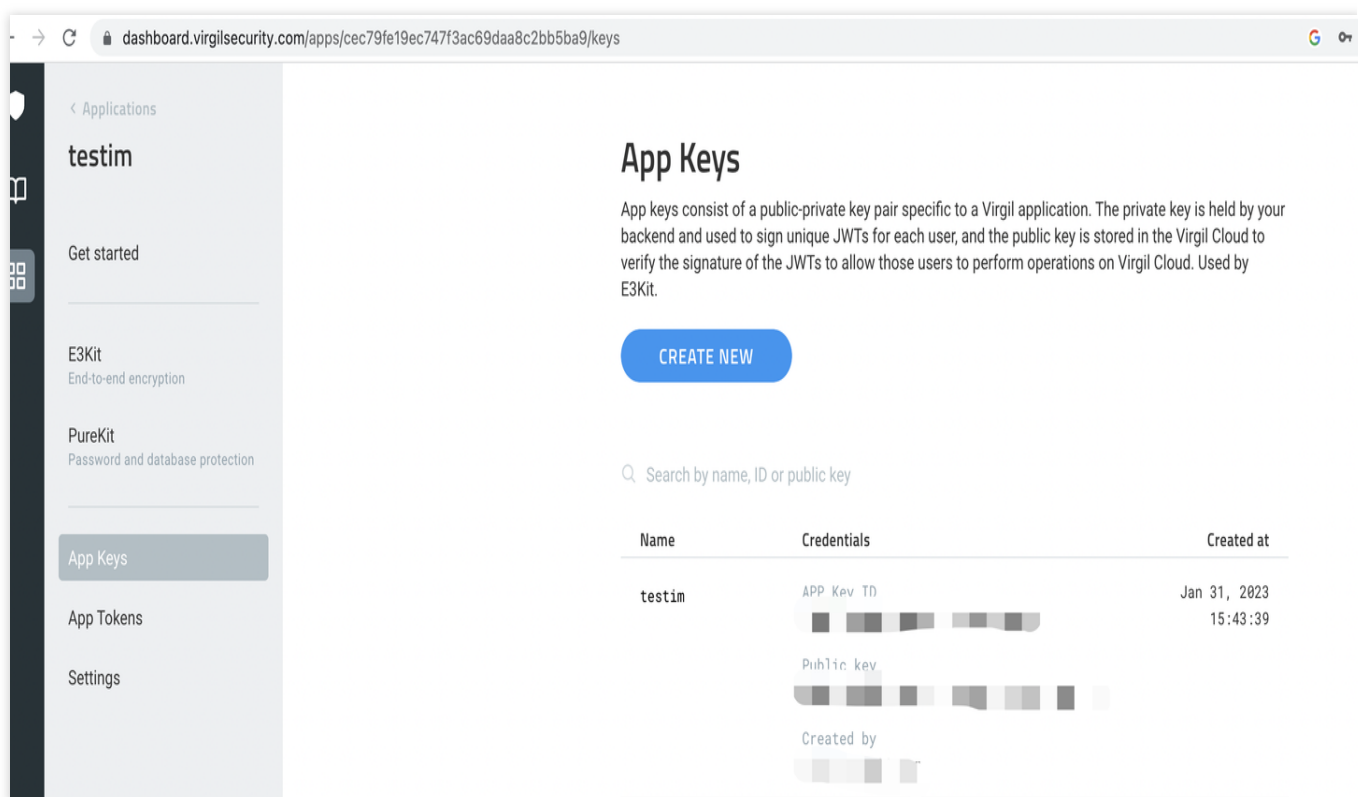 dashboard.virgilsecurity.com/apps/cec79fe19ec747f3ac69daa8c2bb5ba9/keys
< Applications
testim
Get started
E3Kit
End-to-end encryption
PureKit
Password and database protection
App Keys
App Tokens
Settings
App Keys
App keys consist of a public-private key pair specific to a Virgil application. The private key is held by your
backend and used to sign unique JWTs for each user, and the public key is stored in the Virgil Cloud to
verify the signature of the JWTs to allow those users to perform operations on Virgil Cloud. Used by
E3Kit.
CREATE NEW
Search by name, ID or public key
Name Credentials Created at
testim APP Key ID Jan 31, 2023
15:43:39
Public key
Created by